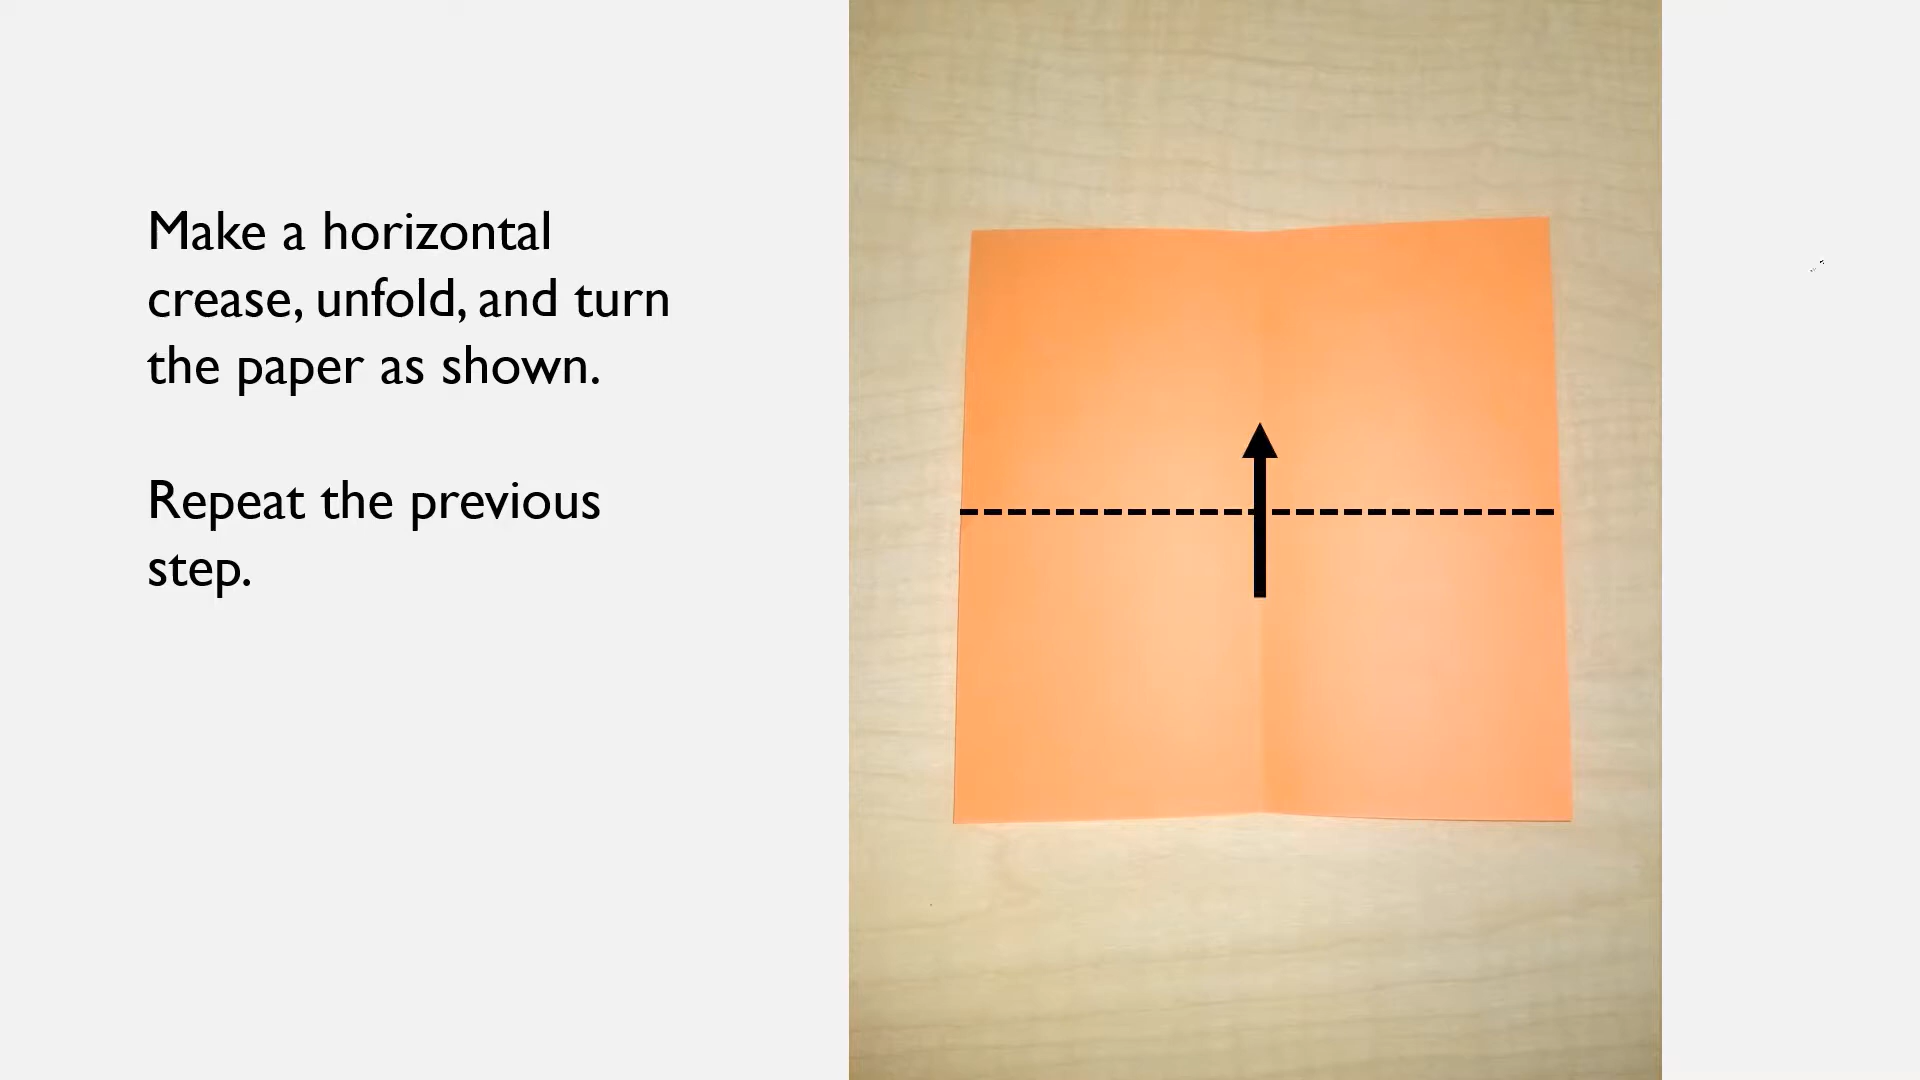 Make a horizontal
crease, unfold, and turn
the paper as shown.
Repeat the previous
step.